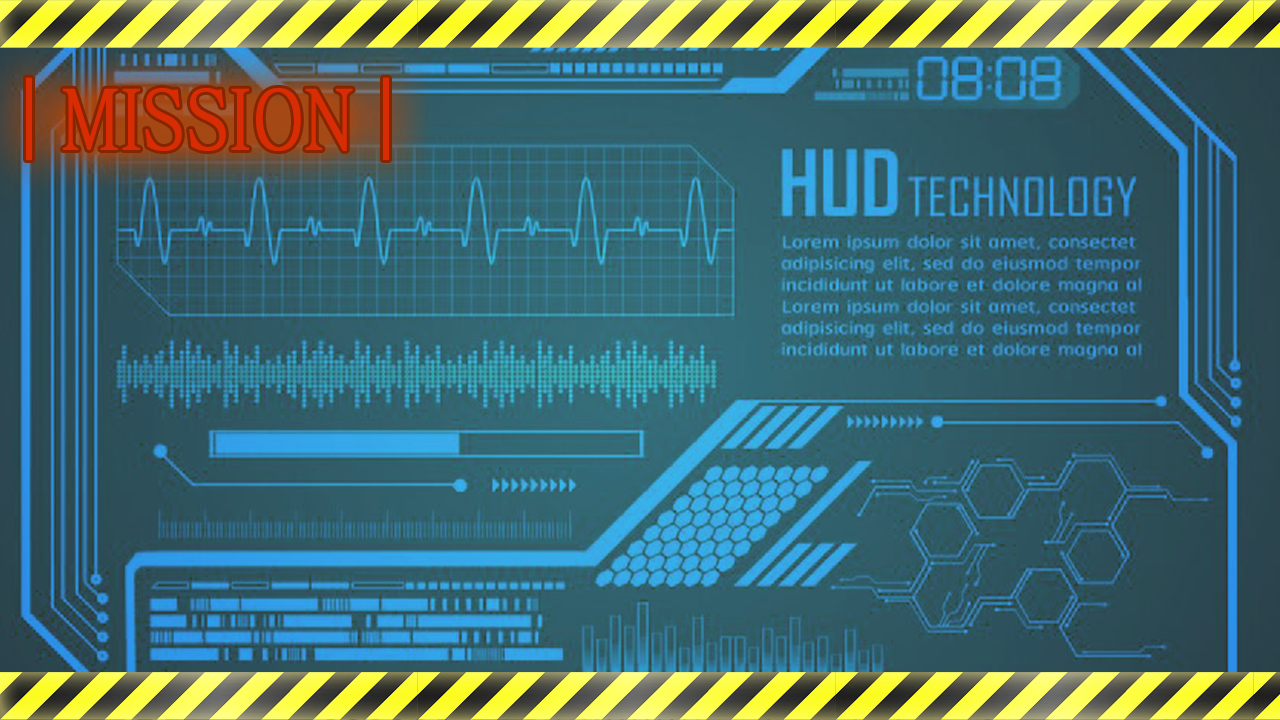 08:08
| MISSION |
HUD TECHNOLOGY
Lorem ipsum dolor sit amet, consectet
adipisicing elit, sed do eiusmod tempor
incididunt ut labore et dolore magna al
Lorem ipsum dolor sit amet, consectet
adipisicing elit, sed do eiusmod tempor
incididunt ut labore et dolore magna al